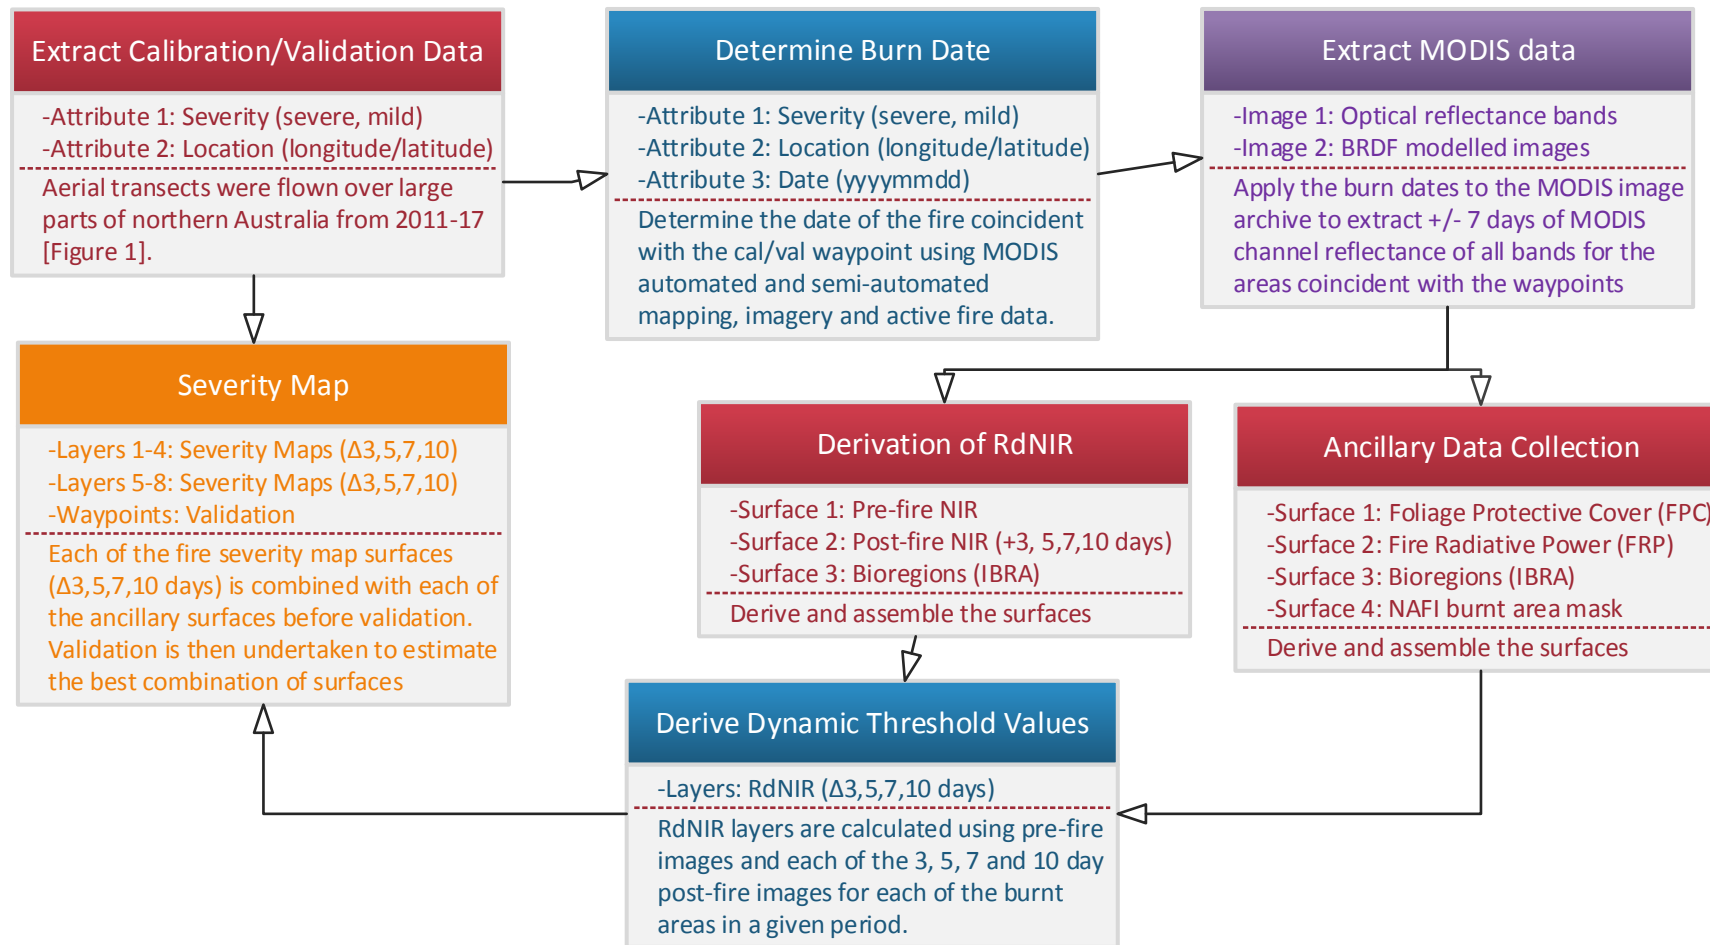 Extract Calibration/Validation Data
-Attribute 1: Severity (severe, mild)
-Attribute 2: Location (longitude/latitude)
Aerial transects were flown over large
parts of northern Australia from 2011-17
[Figure 1].
Determine Burn Date
-Attribute 1: Severity (severe, mild)
-Attribute 2: Location (longitude/latitude)
-Attribute 3: Date (yyyymmdd)
Determine the date of the fire coincident
with the cal/val waypoint using MODIS
automated and semi-automated
mapping, imagery and active fire data.
Extract MODIS data
-Image 1: Optical reflectance bands
-Image 2: BRDF modelled images
Apply the burn dates to the MODIS image
archive to extract +/- 7 days of MODIS
channel reflectance of all bands for the
areas coincident with the waypoints
Severity Map
-Layers 1-4: Severity Maps (Δ3,5,7,10)
-Layers 5-8: Severity Maps (Δ3,5,7,10)
-Waypoints: Validation
Each of the fire severity map surfaces
(Δ3,5,7,10 days) is combined with each of
the ancillary surfaces before validation.
Validation is then undertaken to estimate
the best combination of surfaces
Derivation of RdNIR
-Surface 1: Pre-fire NIR
-Surface 2: Post-fire NIR (+3, 5,7,10 days)
-Surface 3: Bioregions (IBRA)
Derive and assemble the surfaces
Ancillary Data Collection
-Surface 1: Foliage Protective Cover (FPC)
-Surface 2: Fire Radiative Power (FRP)
-Surface 3: Bioregions (IBRA)
-Surface 4: NAFI burnt area mask
Derive and assemble the surfaces
Derive Dynamic Threshold Values
-Layers: RdNIR (Δ3,5,7,10 days)
RdNIR layers are calculated using pre-fire
images and each of the 3, 5, 7 and 10 day
post-fire images for each of the burnt
areas in a given period.